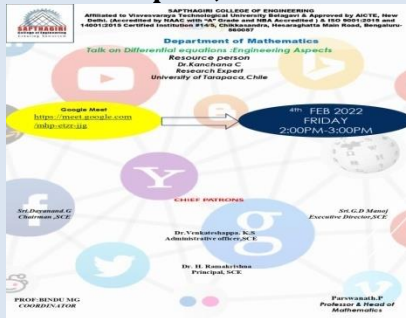 SAPTHAGIRI COLLEGE OF ENGINEERING
Affiliated to Visvesvaraya Technological University Belagavi & Approved by AICTE, New
Delhi. (Accredited by NAAC with "A" Grade and NBA Accredited) & ISO 9001:2015 and
14001:2015 Certified Chikkasandra, Hesaraghatta Main Road, Bengaluru-
560057
SAPTHAGIRI
Department of Mathematics
Talk on Differential equations :Engineering Aspects
Resource person
Dr.Kanchana C
Research Expert
University of Tarapaca,Chile
Google Meet
https://meet.google.com
4th FEB 2022
FRIDAY
2:00PM-3:00PM
CHIEF PATRONS
Sri.Dayanand.G
Chairman ,SCE
Sri.G.D Manoj
Executive Director,SCE
Dr.Venkateshappa. K.S
Administrative officer,SCE
Dr. H. Ramakrishna
Principal, SCE
PROF:BINDU MG
COORDINATOR
Parswanath.P
Professor & Head of
Mathematics